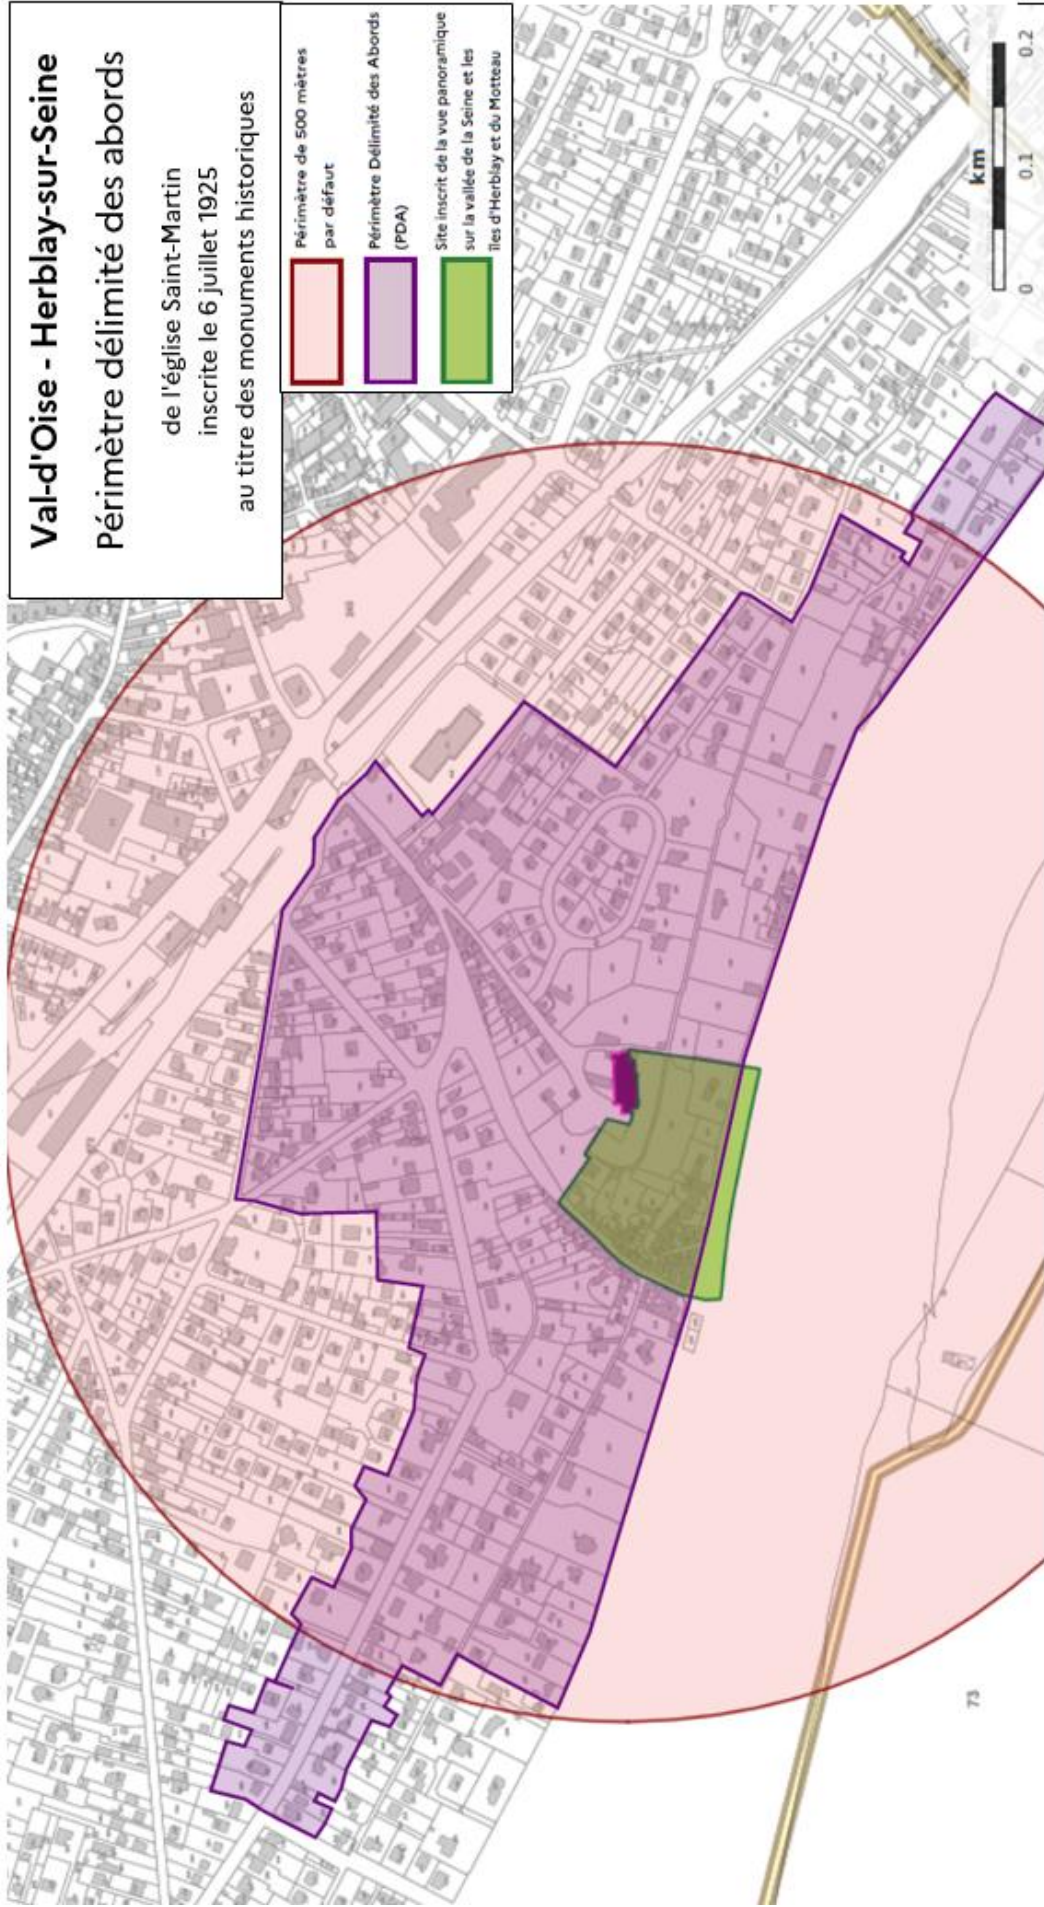 Val-d'Oise - Herblay-sur-Seine
Périmètre délimité des abords
de l'église Saint-Martin
inscrite le 6 juillet 1925
au titre des monuments historiques
Périmètre de 500 mètres
par défaut
Périmètre Délimité des Abords
(PDA)
Site inscrit de la vue panoramique
sur la vallée de la Seine et les
îles d'Herblay et du Motteau
km
0 0.1 0.2
73